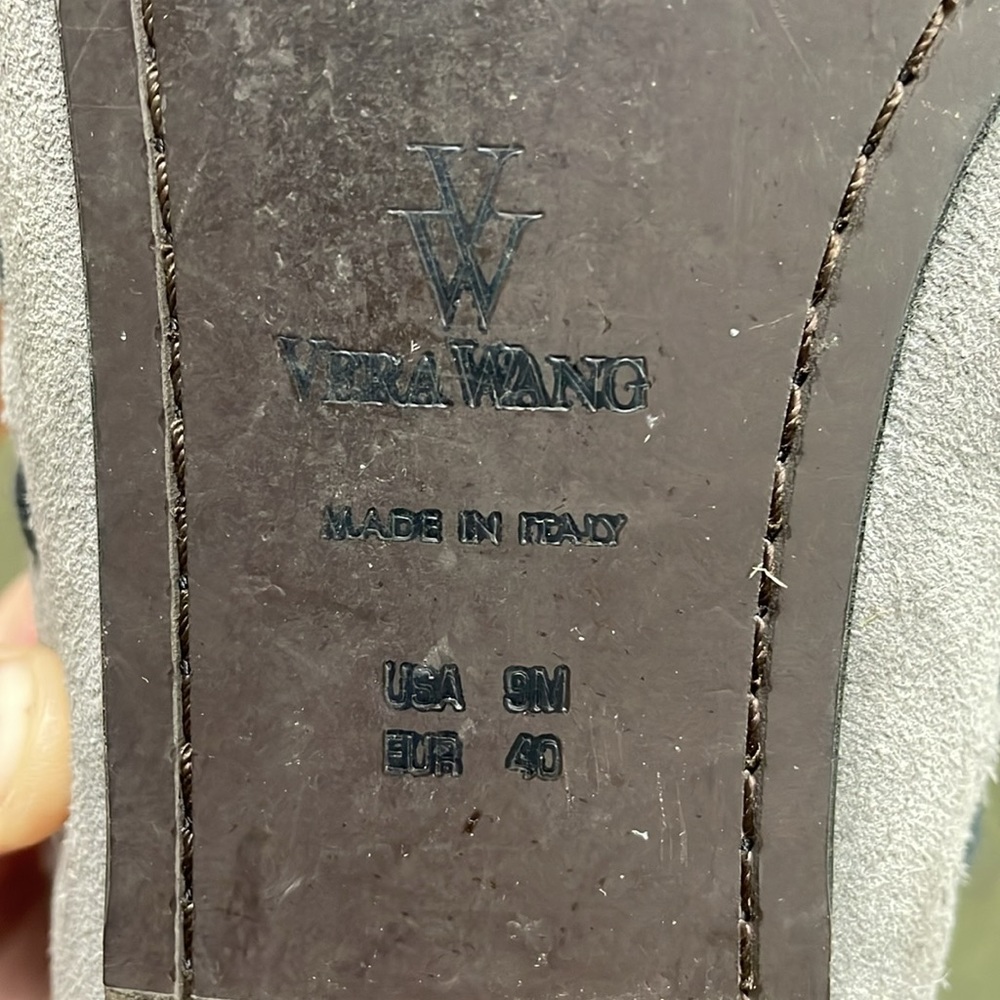 VW
VERA WANG
MADE IN ITALY
USA 9M
EUR 40